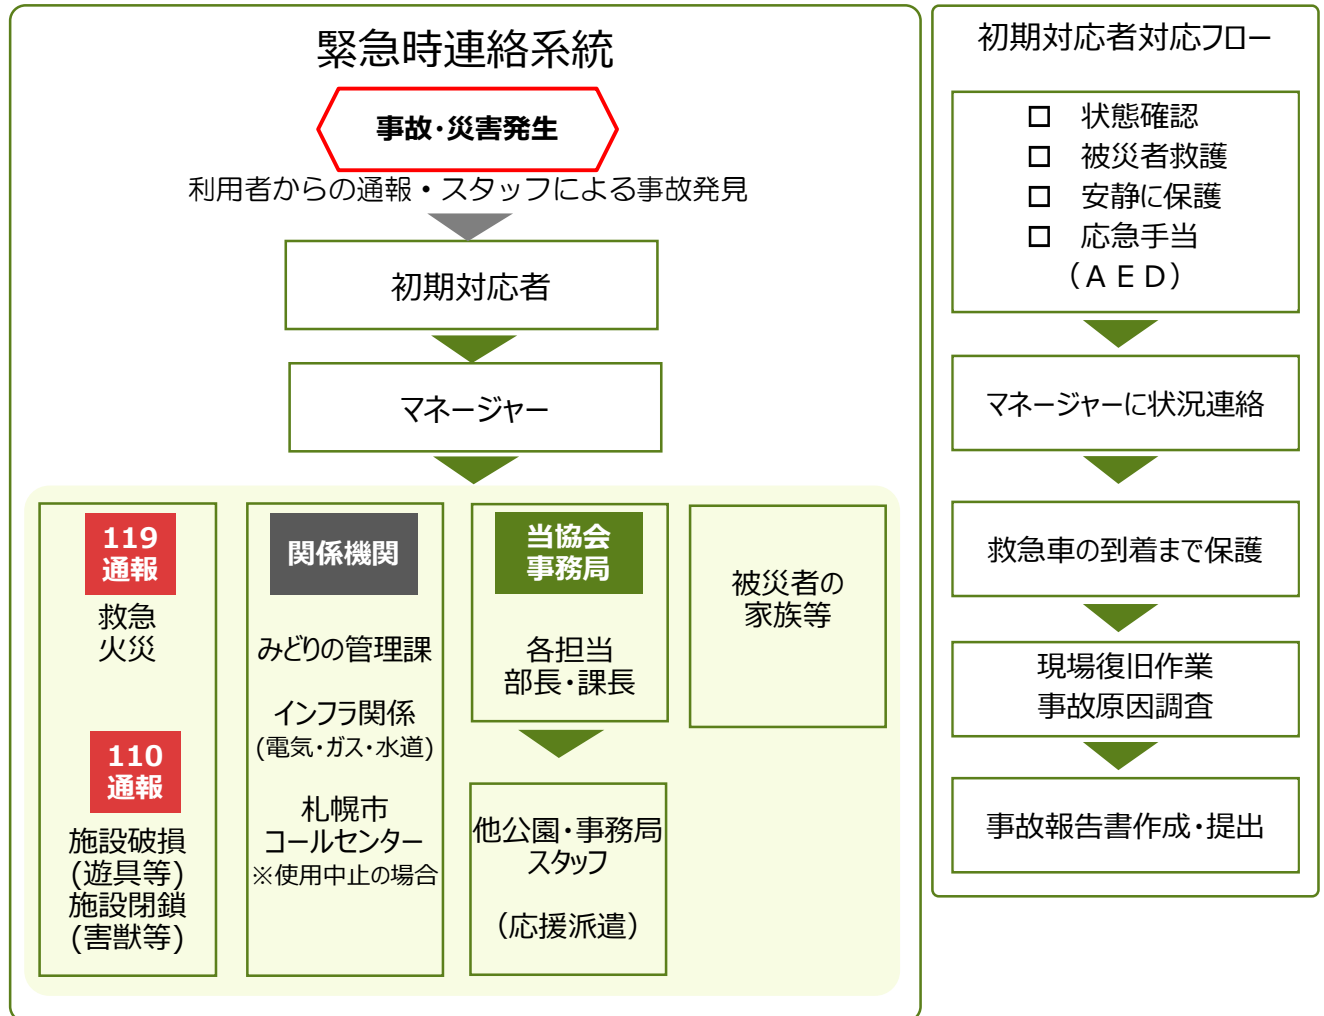 緊急時連絡系統
事故・災害発生
利用者からの通報・スタッフによる事故発見
初期対応者
マネージャー
119
通報
救急
火災
110
通報
施設破損
(遊具等)
施設閉鎖
(害獣等)
関係機関
みどりの管理課
インフラ関係
(電気・ガス・水道)
札幌市
コールセンター
※使用中止の場合
当協会
事務局
各担当
部長・課長
他公園・事務局
スタッフ
（応援派遣）
被災者の
家族等
初期対応者対応フロー
□ 状態確認
□ 被災者救護
□ 安静に保護
□ 応急手当
（ＡＥＤ）
マネージャーに状況連絡
救急車の到着まで保護
現場復旧作業
事故原因調査
事故報告書作成・提出